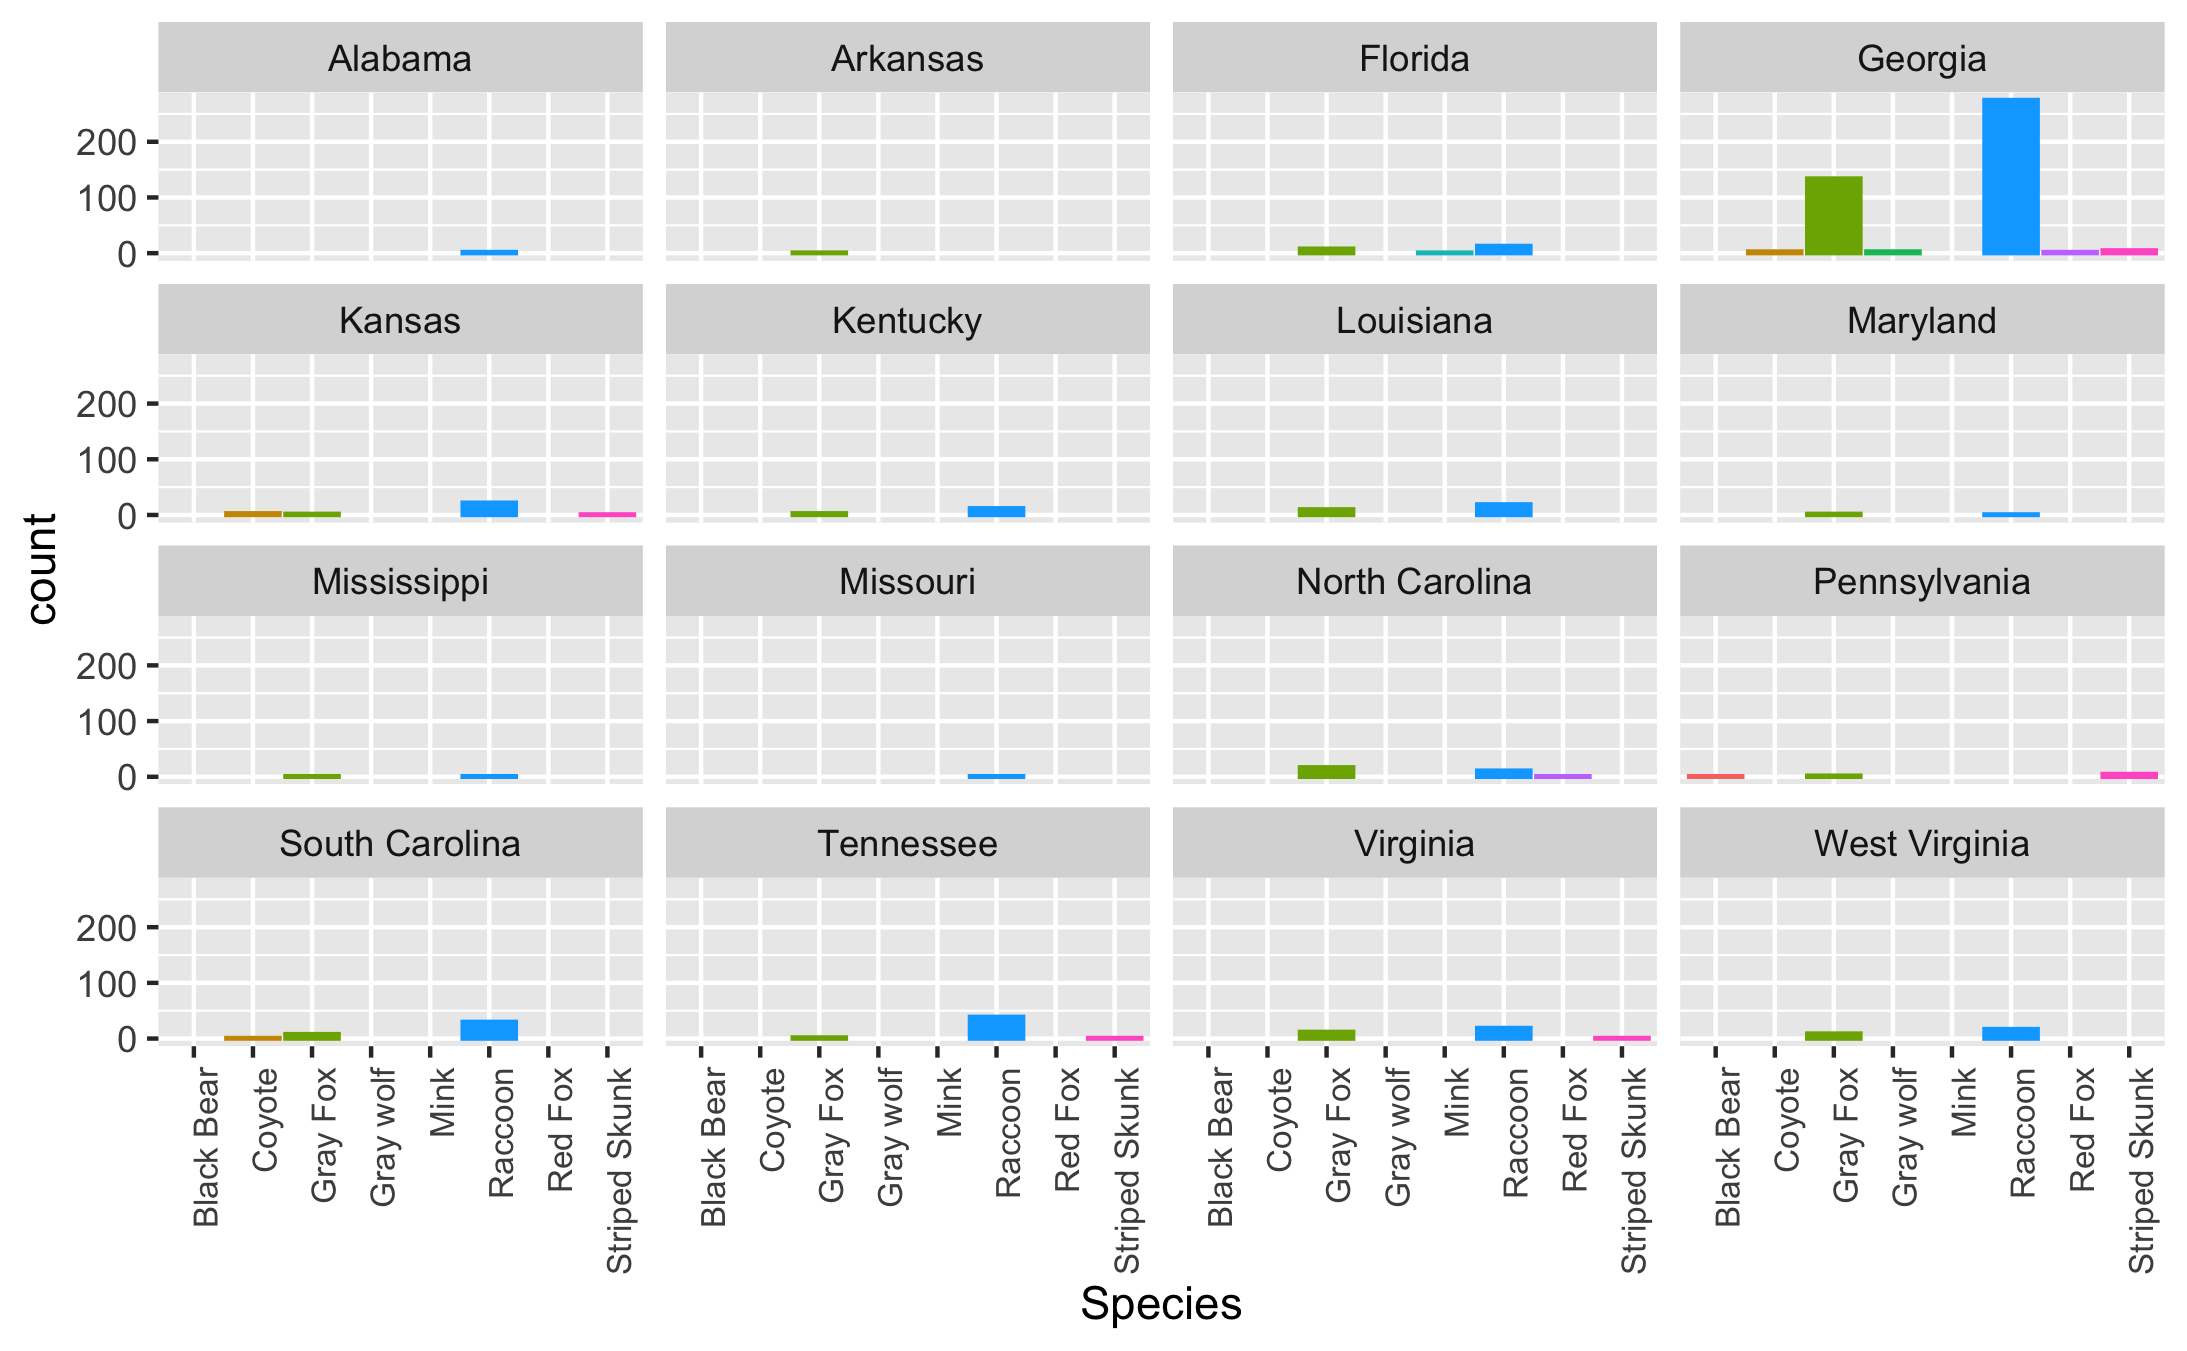 Alabama Arkansas Florida Georgia
200
100
0
Kansas Kentucky Louisiana Maryland
200
100
0
count
Mississippi Missouri North Carolina Pennsylvania
200
100
0
South Carolina Tennessee Virginia West Virginia
200
100
0
Black Bear Coyote Gray Fox Gray wolf Mink Raccoon Red Fox Striped Skunk Black Bear Coyote Gray Fox Gray wolf Mink Raccoon Red Fox Striped Skunk Black Bear Coyote Gray Fox Gray wolf Mink Raccoon Red Fox Striped Skunk Black Bear Coyote Gray Fox Gray wolf Mink Raccoon Red Fox Striped Skunk
Species